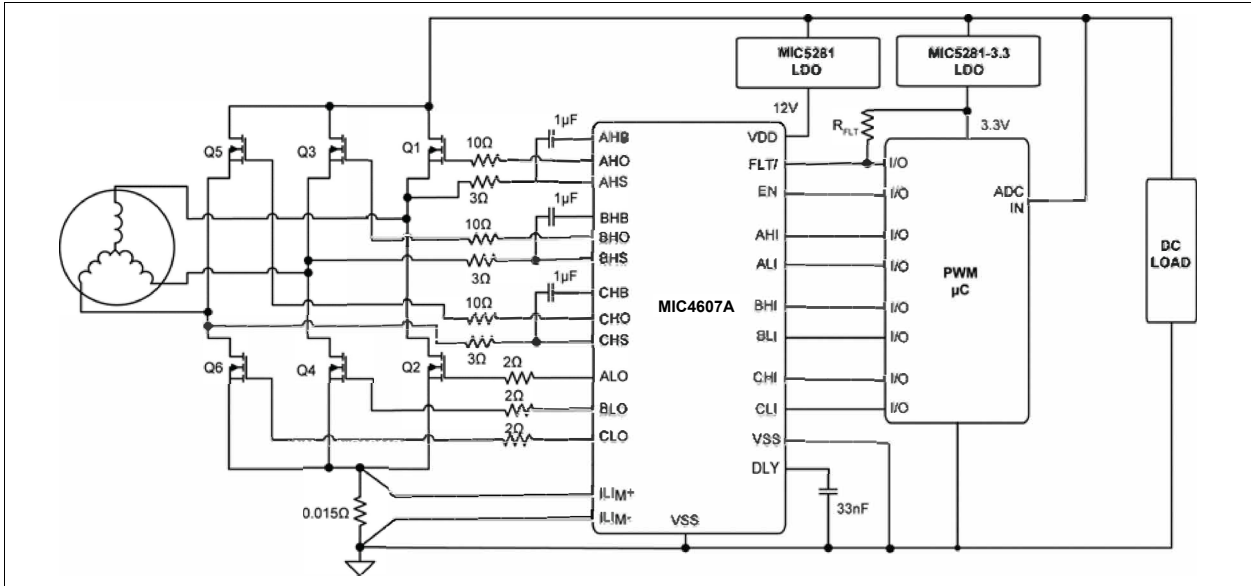 MIC5281
LDO
MIC5281-3.3
LDO
12V
3.3V
R_FLT
Q5
Q3
Q1
10Ω
3Ω
1µF
AHB
AHO
AHS
1µF
10Ω
3Ω
BHB
BHO
BHS
1µF
10Ω
3Ω
CHB
CHO
CHS
Q6
Q4
Q2
2Ω
2Ω
2Ω
ALO
BLO
CLO
ILIM+
ILIM-
0.015Ω
MIC4607A
VSS
VDD
FLT/
EN
AHI
ALI
BHI
BLI
CHI
CLI
VSS
DLY
33nF
I/O
I/O
I/O
I/O
I/O
I/O
I/O
I/O
ADC
IN
PWM
µC
DC
LOAD